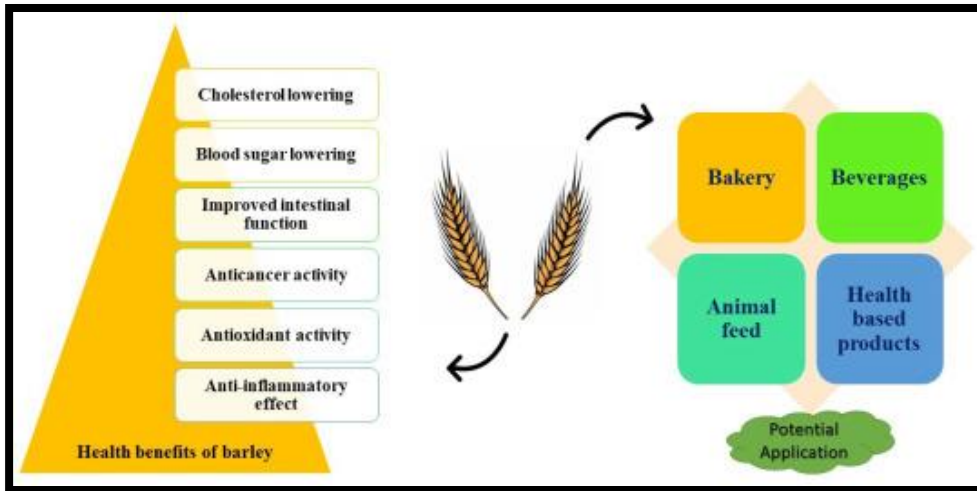 Cholesterol lowering
Blood sugar lowering
Improved intestinal
function
Anticancer activity
Antioxidant activity
Anti-inflammatory
effect
Health benefits of barley
Bakery
Beverages
Animal
feed
Health
based
products
Potential
Application